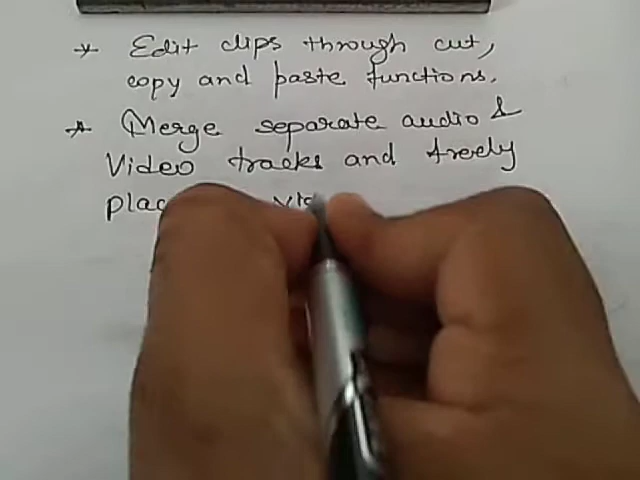 * Edit clips through cut,
copy and paste functions.
* Merge separate audio &
Video tracks and freely